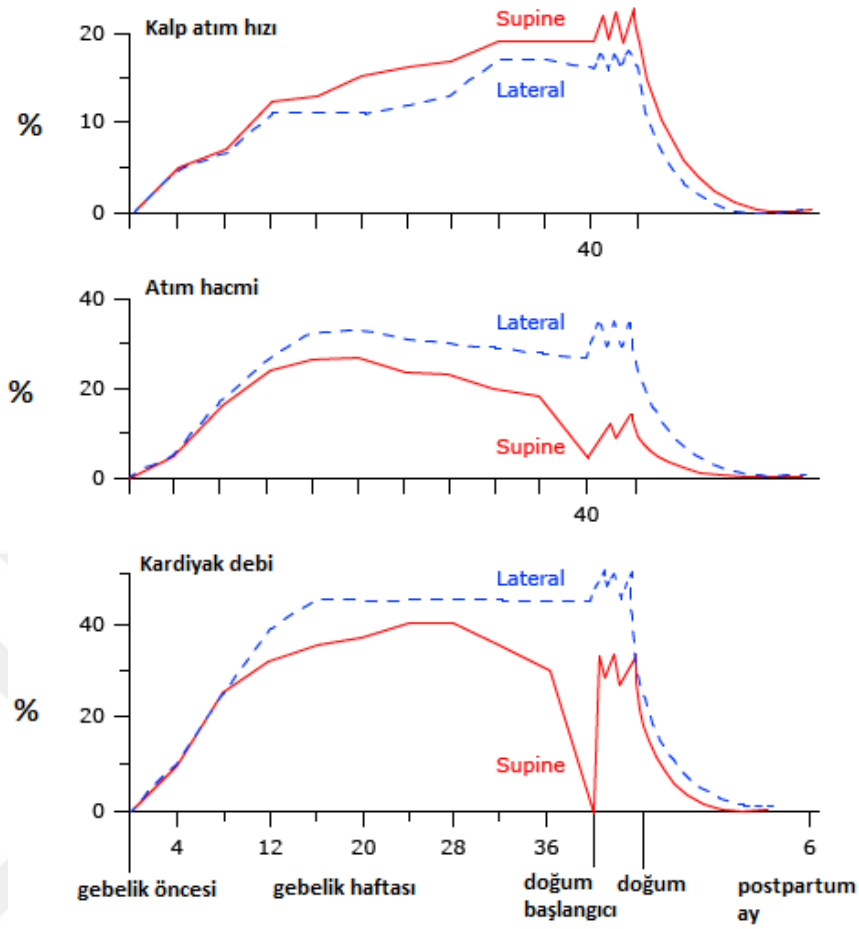 Kalp atım hızı
Supine
Lateral
%
20
10
0
40
Atım hacmi
Lateral
Supine
%
40
20
0
40
Kardiyak debi
Lateral
Supine
%
40
20
0
4 12 20 28 36 6
gebelik öncesi gebelik haftası doğum başlangıcı doğum postpartum ay